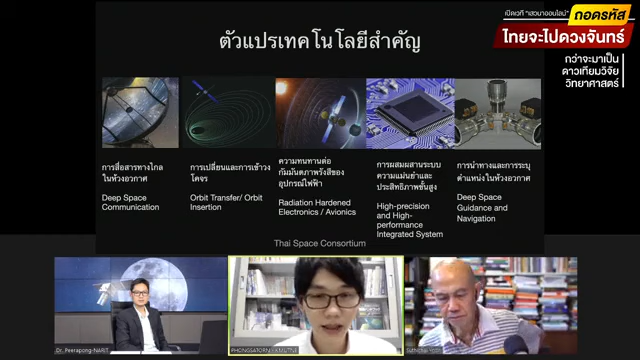 เปิดเวที "เสวนาออนไลน์"
ถอดรหัส
ไทยจะไปดวงจันทร์
กว่าจะมาเป็น
ดาวเทียมวิจัย
วิทยาศาสตร์
ตัวแปรเทคโนโลยีสำคัญ
การสื่อสารทางไกล
ในห้วงอวกาศ
Deep Space
Communication
การเปลี่ยนและการเข้าวง
โคจร
Orbit Transfer/ Orbit
Insertion
ความทนทานต่อ
กัมมันตภาพรังสีของ
อุปกรณ์ไฟฟ้า
Radiation Hardened
Electronics / Avionics
การผสมผสานระบบ
ความแม่นยำและ
ประสิทธิภาพขั้นสูง
High-precision
and High-
performance
Integrated System
การนำทางและการระบุ
ตำแหน่งในห้วงอวกาศ
Deep Space
Guidance and
Navigation
Thai Space Consortium
Dr. Peerapong-NARIT